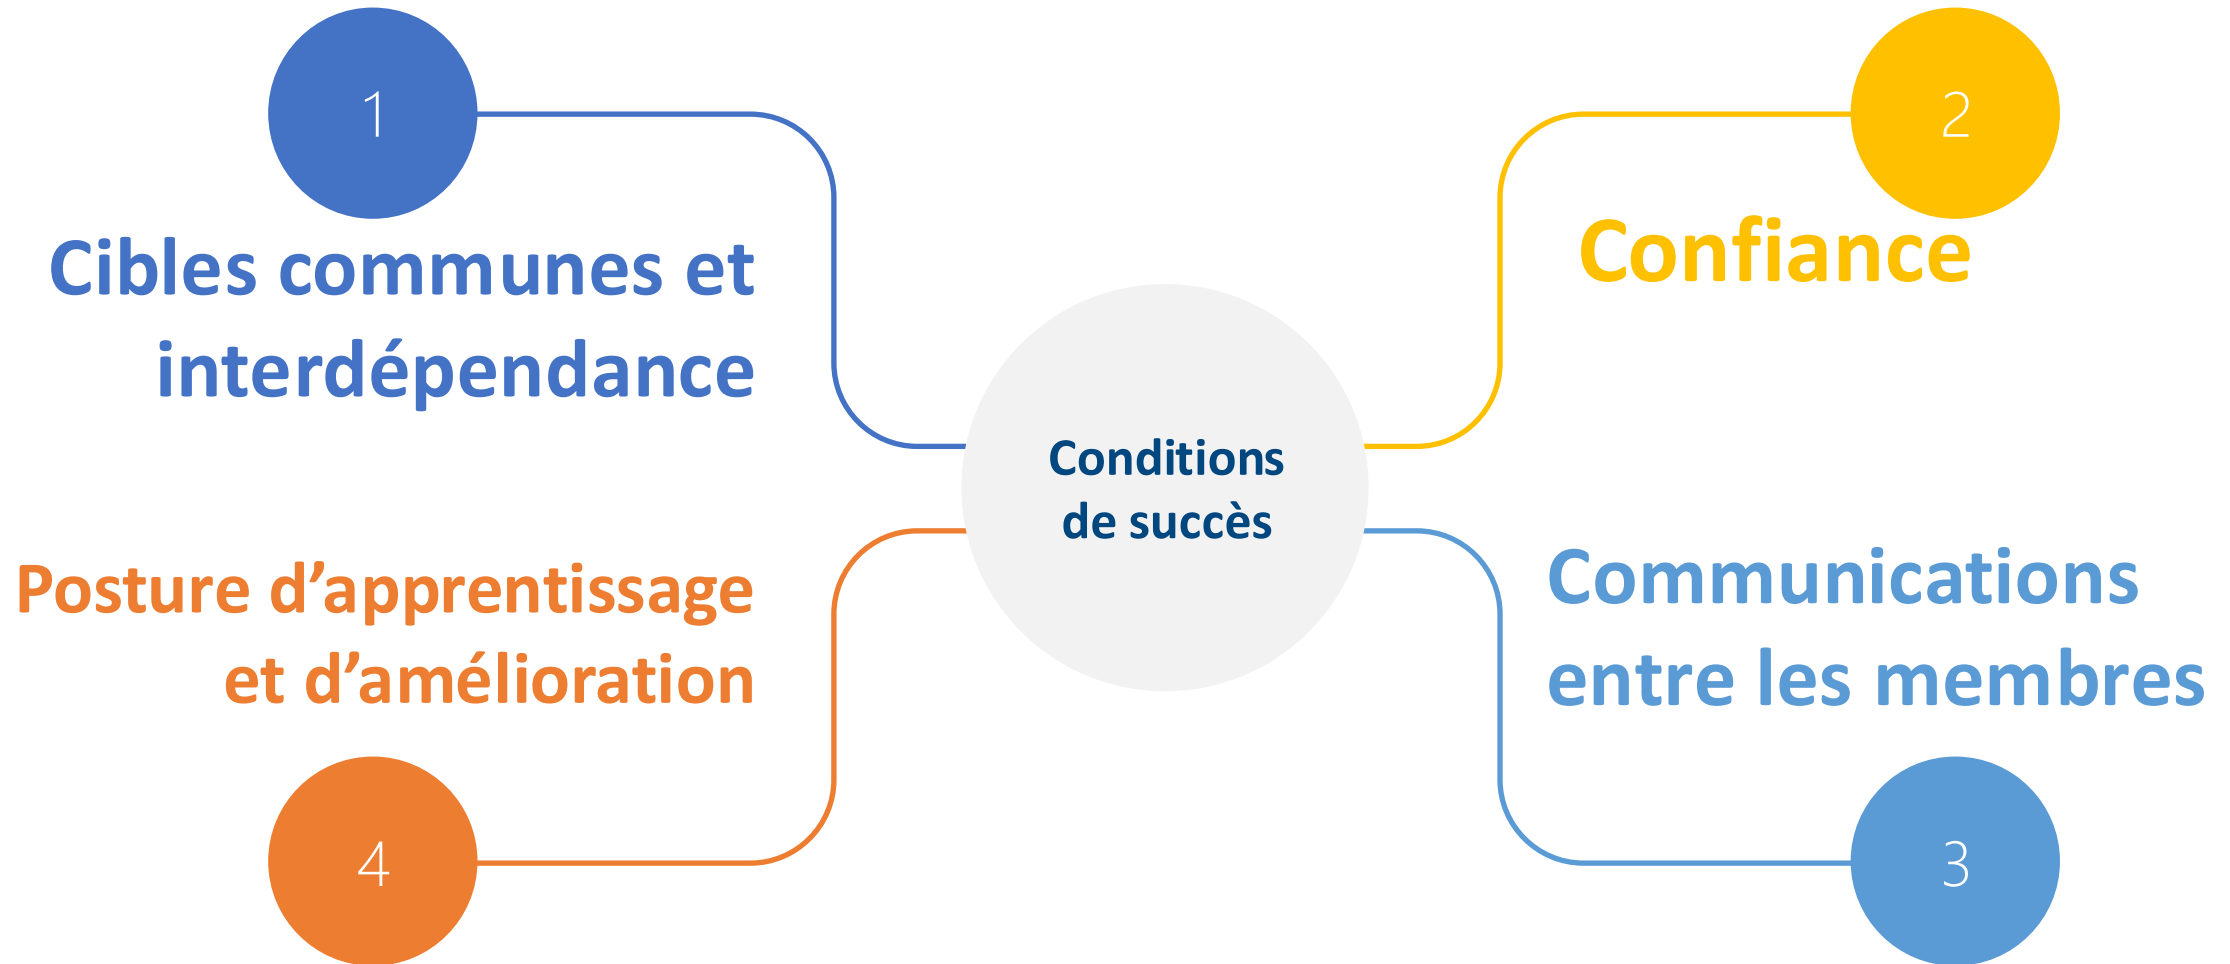 1
Cibles communes et
interdépendance
2
Confiance
Conditions
de succès
Posture d’apprentissage
et d’amélioration
4
Communications
entre les membres
3